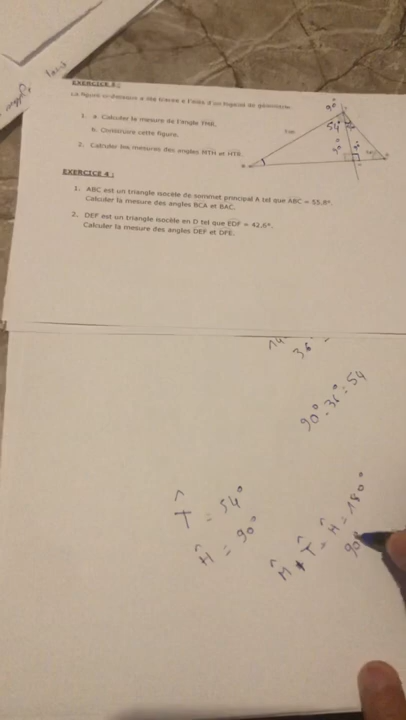 EXERCICE 3 :
La figure ci-dessous a été tracée à l'aide d'un logiciel de géométrie.
1. a. Calculer la mesure de l'angle
b. Construire cette figure.
2. Calculer les mesures des angles MTH et HTB.
90°
54°
EXERCICE 4 :
1. ABC est un triangle isocèle de sommet principal A tel que ABC = 55,8°.
Calculer la mesure des angles BCA et BAC.
2. DEF est un triangle isocèle en D tel que EDF = 42,6°.
Calculer la mesure des angles DEF et DFE.
36
90° - 36° = 54
T̂ = 54°
Ĥ = 90°
M̂ + T̂ = Ĥ = 180°
90°